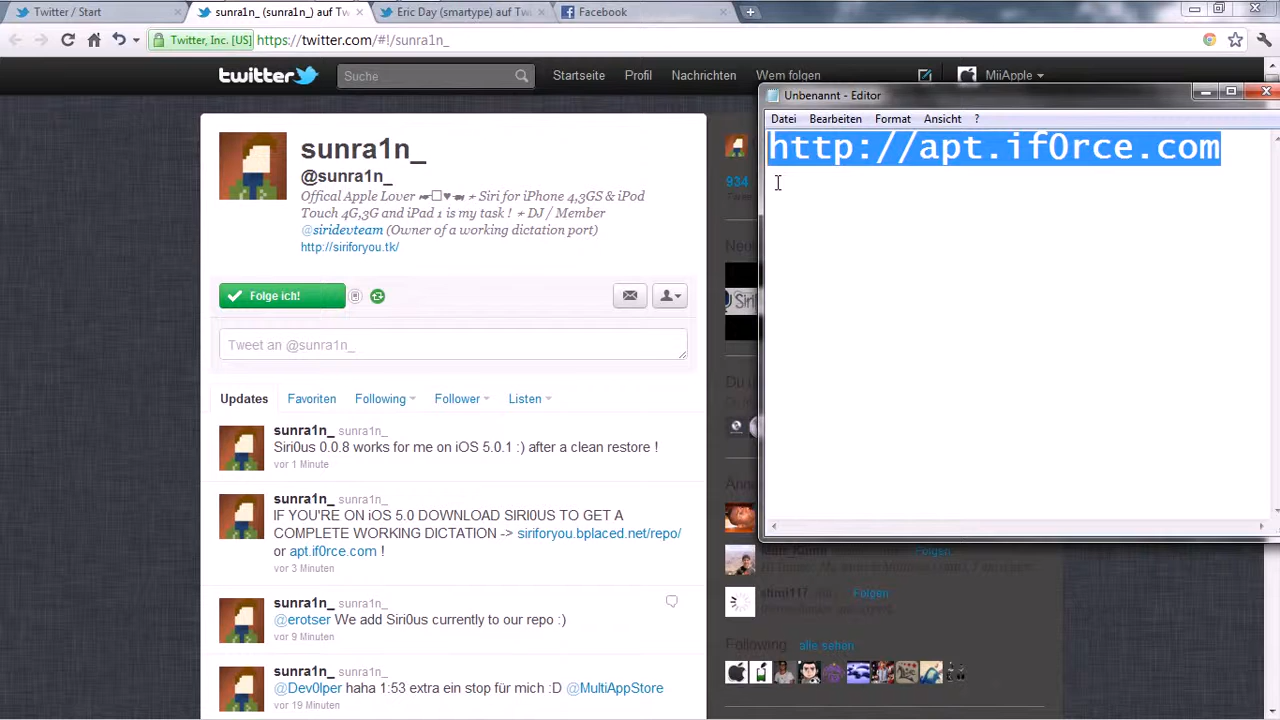 Twitter / Start
sunra1n_ (sunra1n_) auf Tw
Eric Day (smartype) auf Tw
Facebook
Twitter, Inc. [US]
https://twitter.com/#!/sunra1n_
twitter
Suche
Startseite
Profil
Nachrichten
Wem folgen
MiiApple
Unbenannt - Editor
Datei
Bearbeiten
Format
Ansicht
?
http://apt.if0rce.com
sunra1n_
@sunra1n_
Offical Apple Lover + Siri for iPhone 4,3GS & iPod
Touch 4G,3G and iPad 1 is my task ! + DJ / Member
@siridevteam (Owner of a working dictation port)
http://siriforyou.tk/
934
Folge ich!
Tweet an @sunra1n_
Updates
Favoriten
Following
Follower
Listen
sunra1n_ sunra1n_
Siri0us 0.0.8 works for me on iOS 5.0.1 :) after a clean restore !
vor 1 Minute
sunra1n_ sunra1n_
IF YOU'RE ON iOS 5.0 DOWNLOAD SIRI0US TO GET A
COMPLETE WORKING DICTATION -> siriforyou.bplaced.net/repo/
or apt.if0rce.com !
vor 3 Minuten
sunra1n_ sunra1n_
@erotser We add Siri0us currently to our repo :)
vor 9 Minuten
sunra1n_ sunra1n_
@Dev0lper haha 1:53 extra ein stop für mich :D @MultiAppStore
vor 19 Minuten
Folgen
stimi117
Folgen
Following
alle sehen